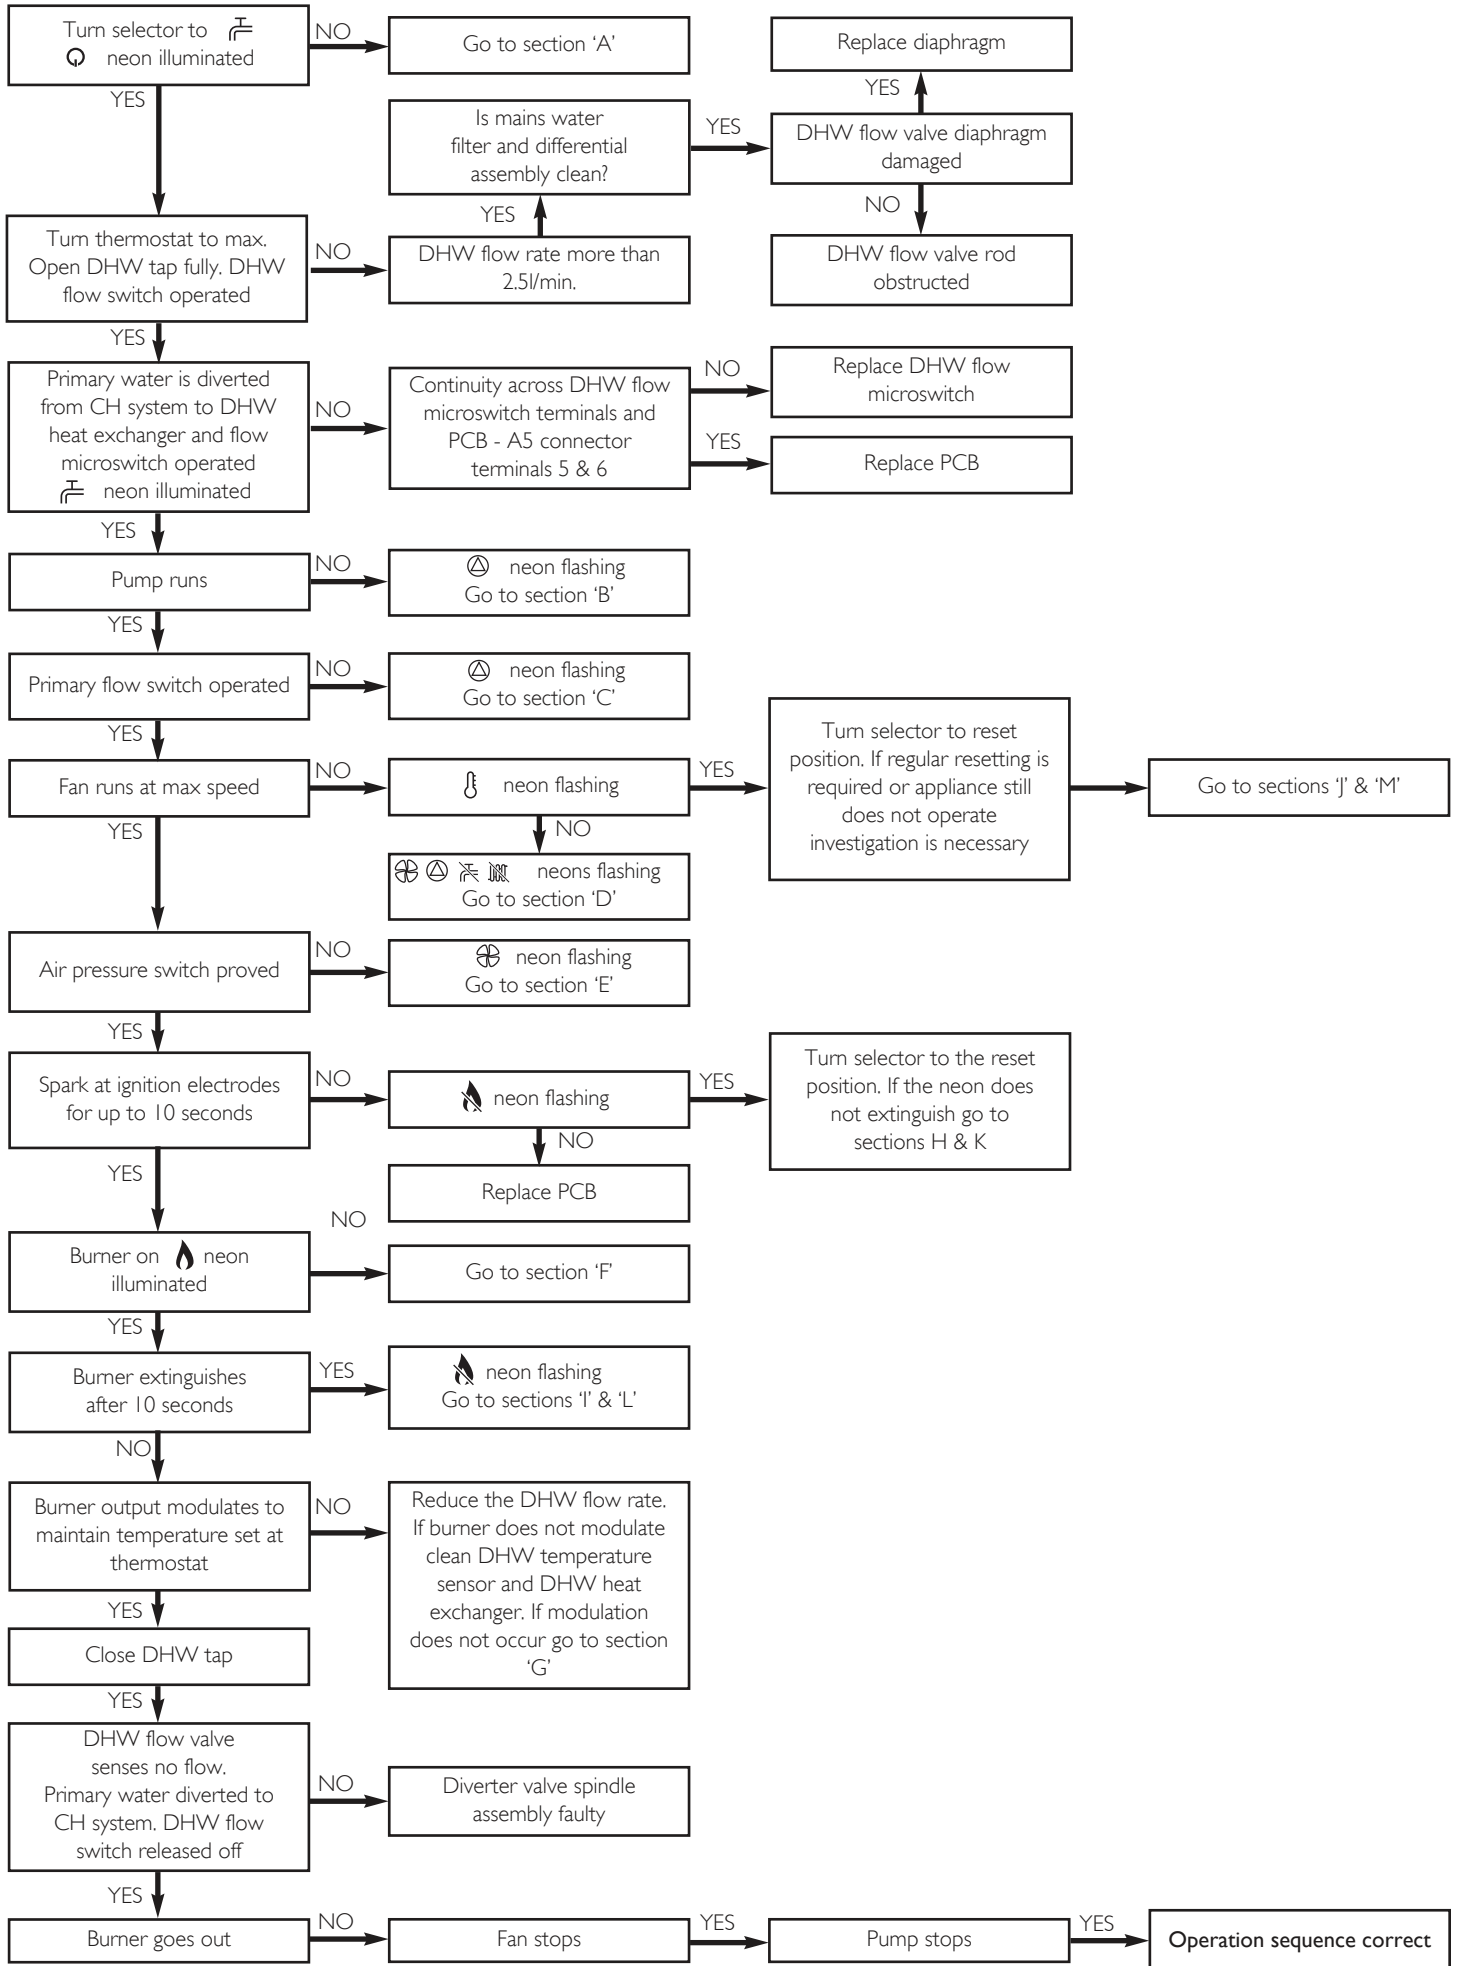 Turn selector to
neon illuminated
NO
Go to section ‘A’
Replace diaphragm
YES
YES
Is mains water
filter and differential
assembly clean?
YES
DHW flow valve diaphragm
damaged
YES
NO
Turn thermostat to max.
Open DHW tap fully. DHW
flow switch operated
NO
DHW flow rate more than
2.5l/min.
DHW flow valve rod
obstructed
YES
Primary water is diverted
from CH system to DHW
heat exchanger and flow
microswitch operated
neon illuminated
NO
Continuity across DHW flow
microswitch terminals and
PCB - A5 connector
terminals 5 & 6
NO
Replace DHW flow
microswitch
YES
Replace PCB
YES
Pump runs
NO
neon flashing
Go to section ‘B’
YES
Primary flow switch operated
NO
neon flashing
Go to section ‘C’
YES
Fan runs at max speed
NO
neon flashing
YES
Turn selector to reset
position. If regular resetting is
required or appliance still
does not operate
investigation is necessary
Go to sections ‘J’ & ‘M’
YES
NO
neons flashing
Go to section ‘D’
Air pressure switch proved
NO
neon flashing
Go to section ‘E’
YES
Spark at ignition electrodes
for up to 10 seconds
NO
neon flashing
YES
Turn selector to the reset
position. If the neon does
not extinguish go to
sections H & K
NO
YES
Replace PCB
NO
Burner on neon
illuminated
Go to section ‘F’
YES
Burner extinguishes
after 10 seconds
YES
neon flashing
Go to sections ‘I’ & ‘L’
NO
Burner output modulates to
maintain temperature set at
thermostat
NO
Reduce the DHW flow rate.
If burner does not modulate
clean DHW temperature
sensor and DHW heat
exchanger. If modulation
does not occur go to section
‘G’
YES
Close DHW tap
YES
DHW flow valve
senses no flow.
Primary water diverted to
CH system. DHW flow
switch released off
NO
Diverter valve spindle
assembly faulty
YES
Burner goes out
NO
Fan stops
YES
Pump stops
YES
Operation sequence correct